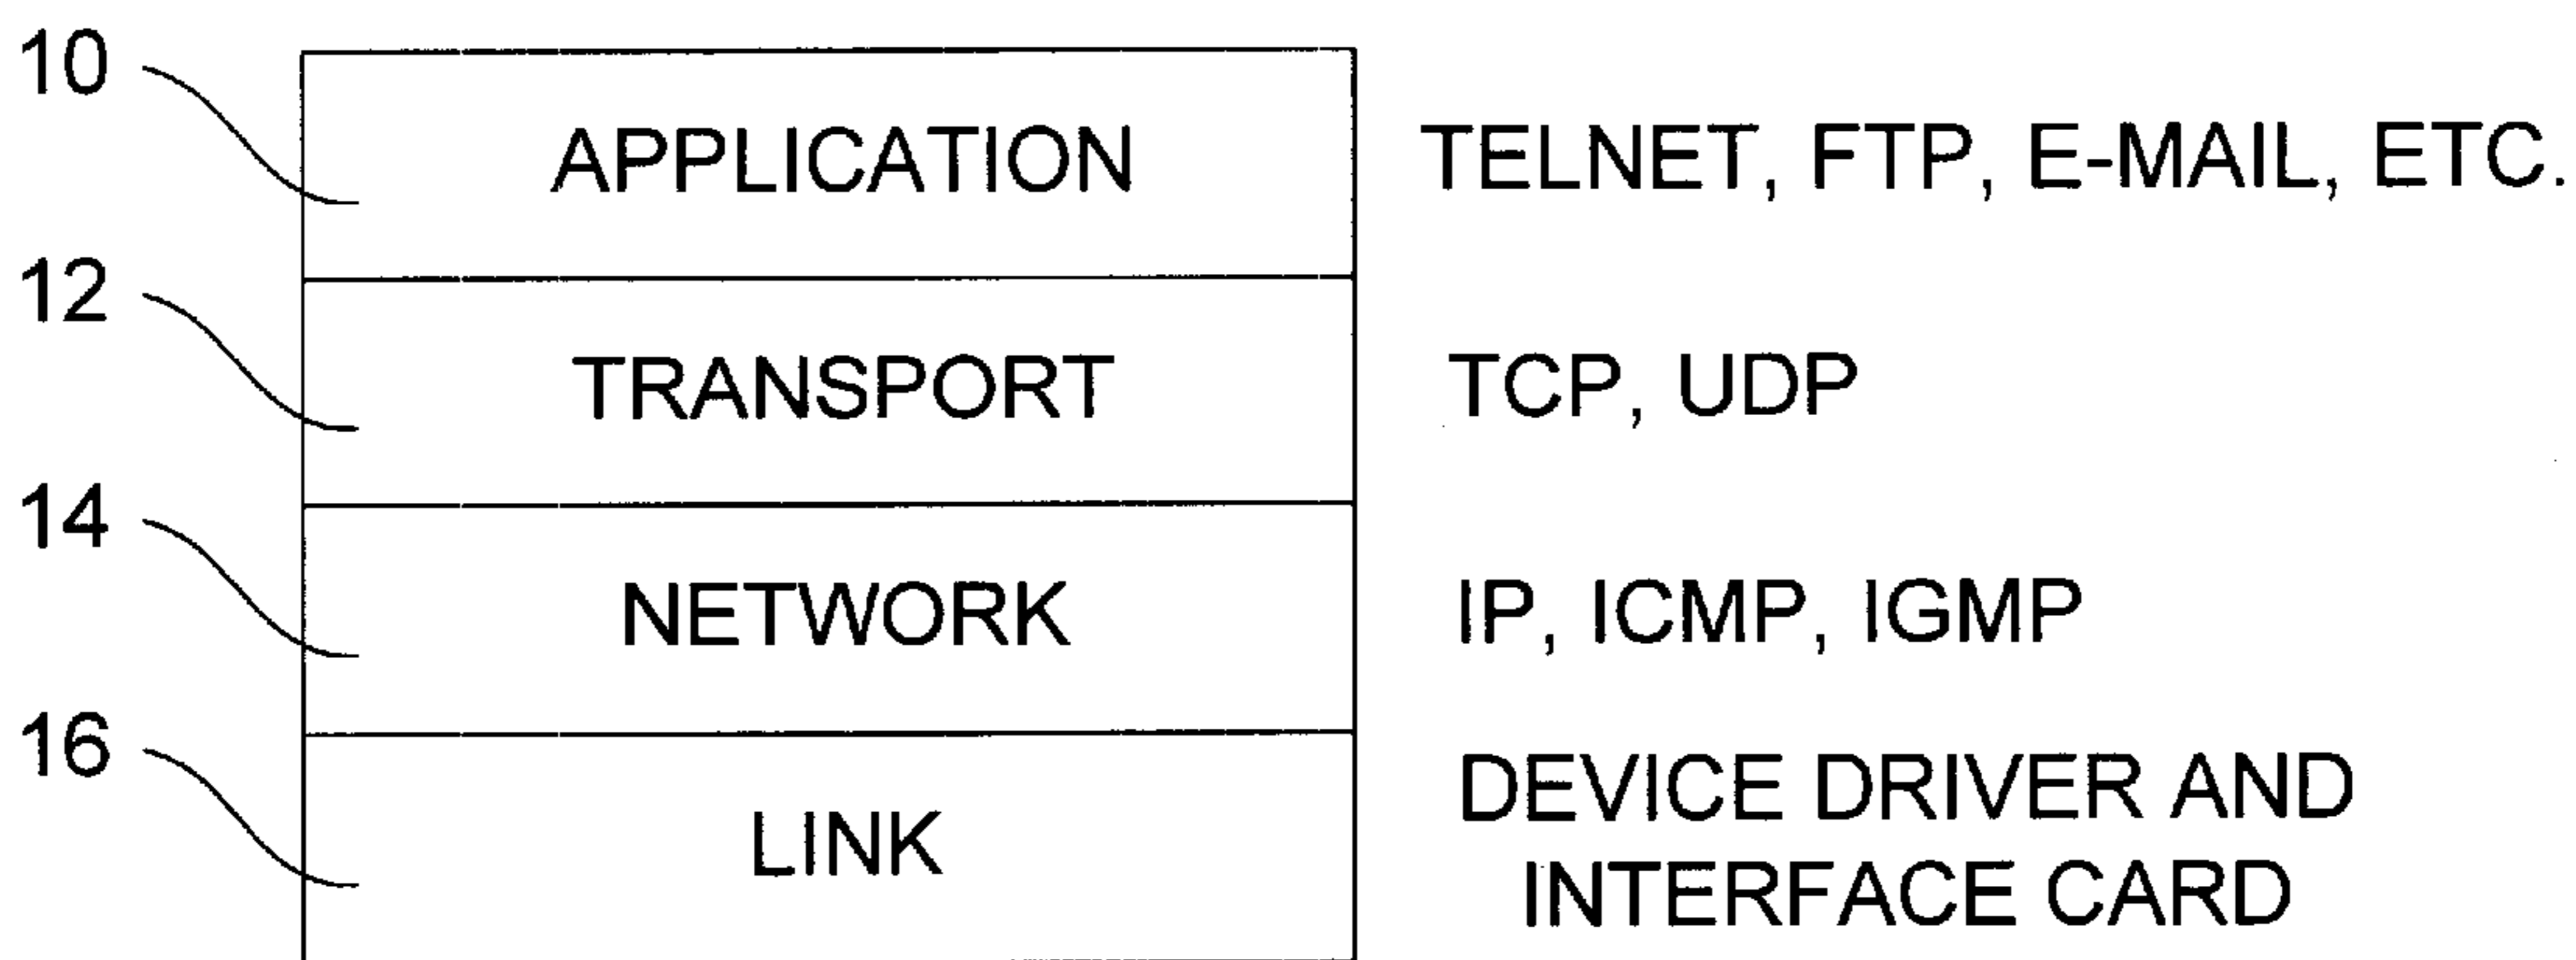 10 APPLICATION TELNET, FTP, E-MAIL, ETC.
12 TRANSPORT TCP, UDP
14 NETWORK IP, ICMP, IGMP
16 LINK DEVICE DRIVER AND
INTERFACE CARD